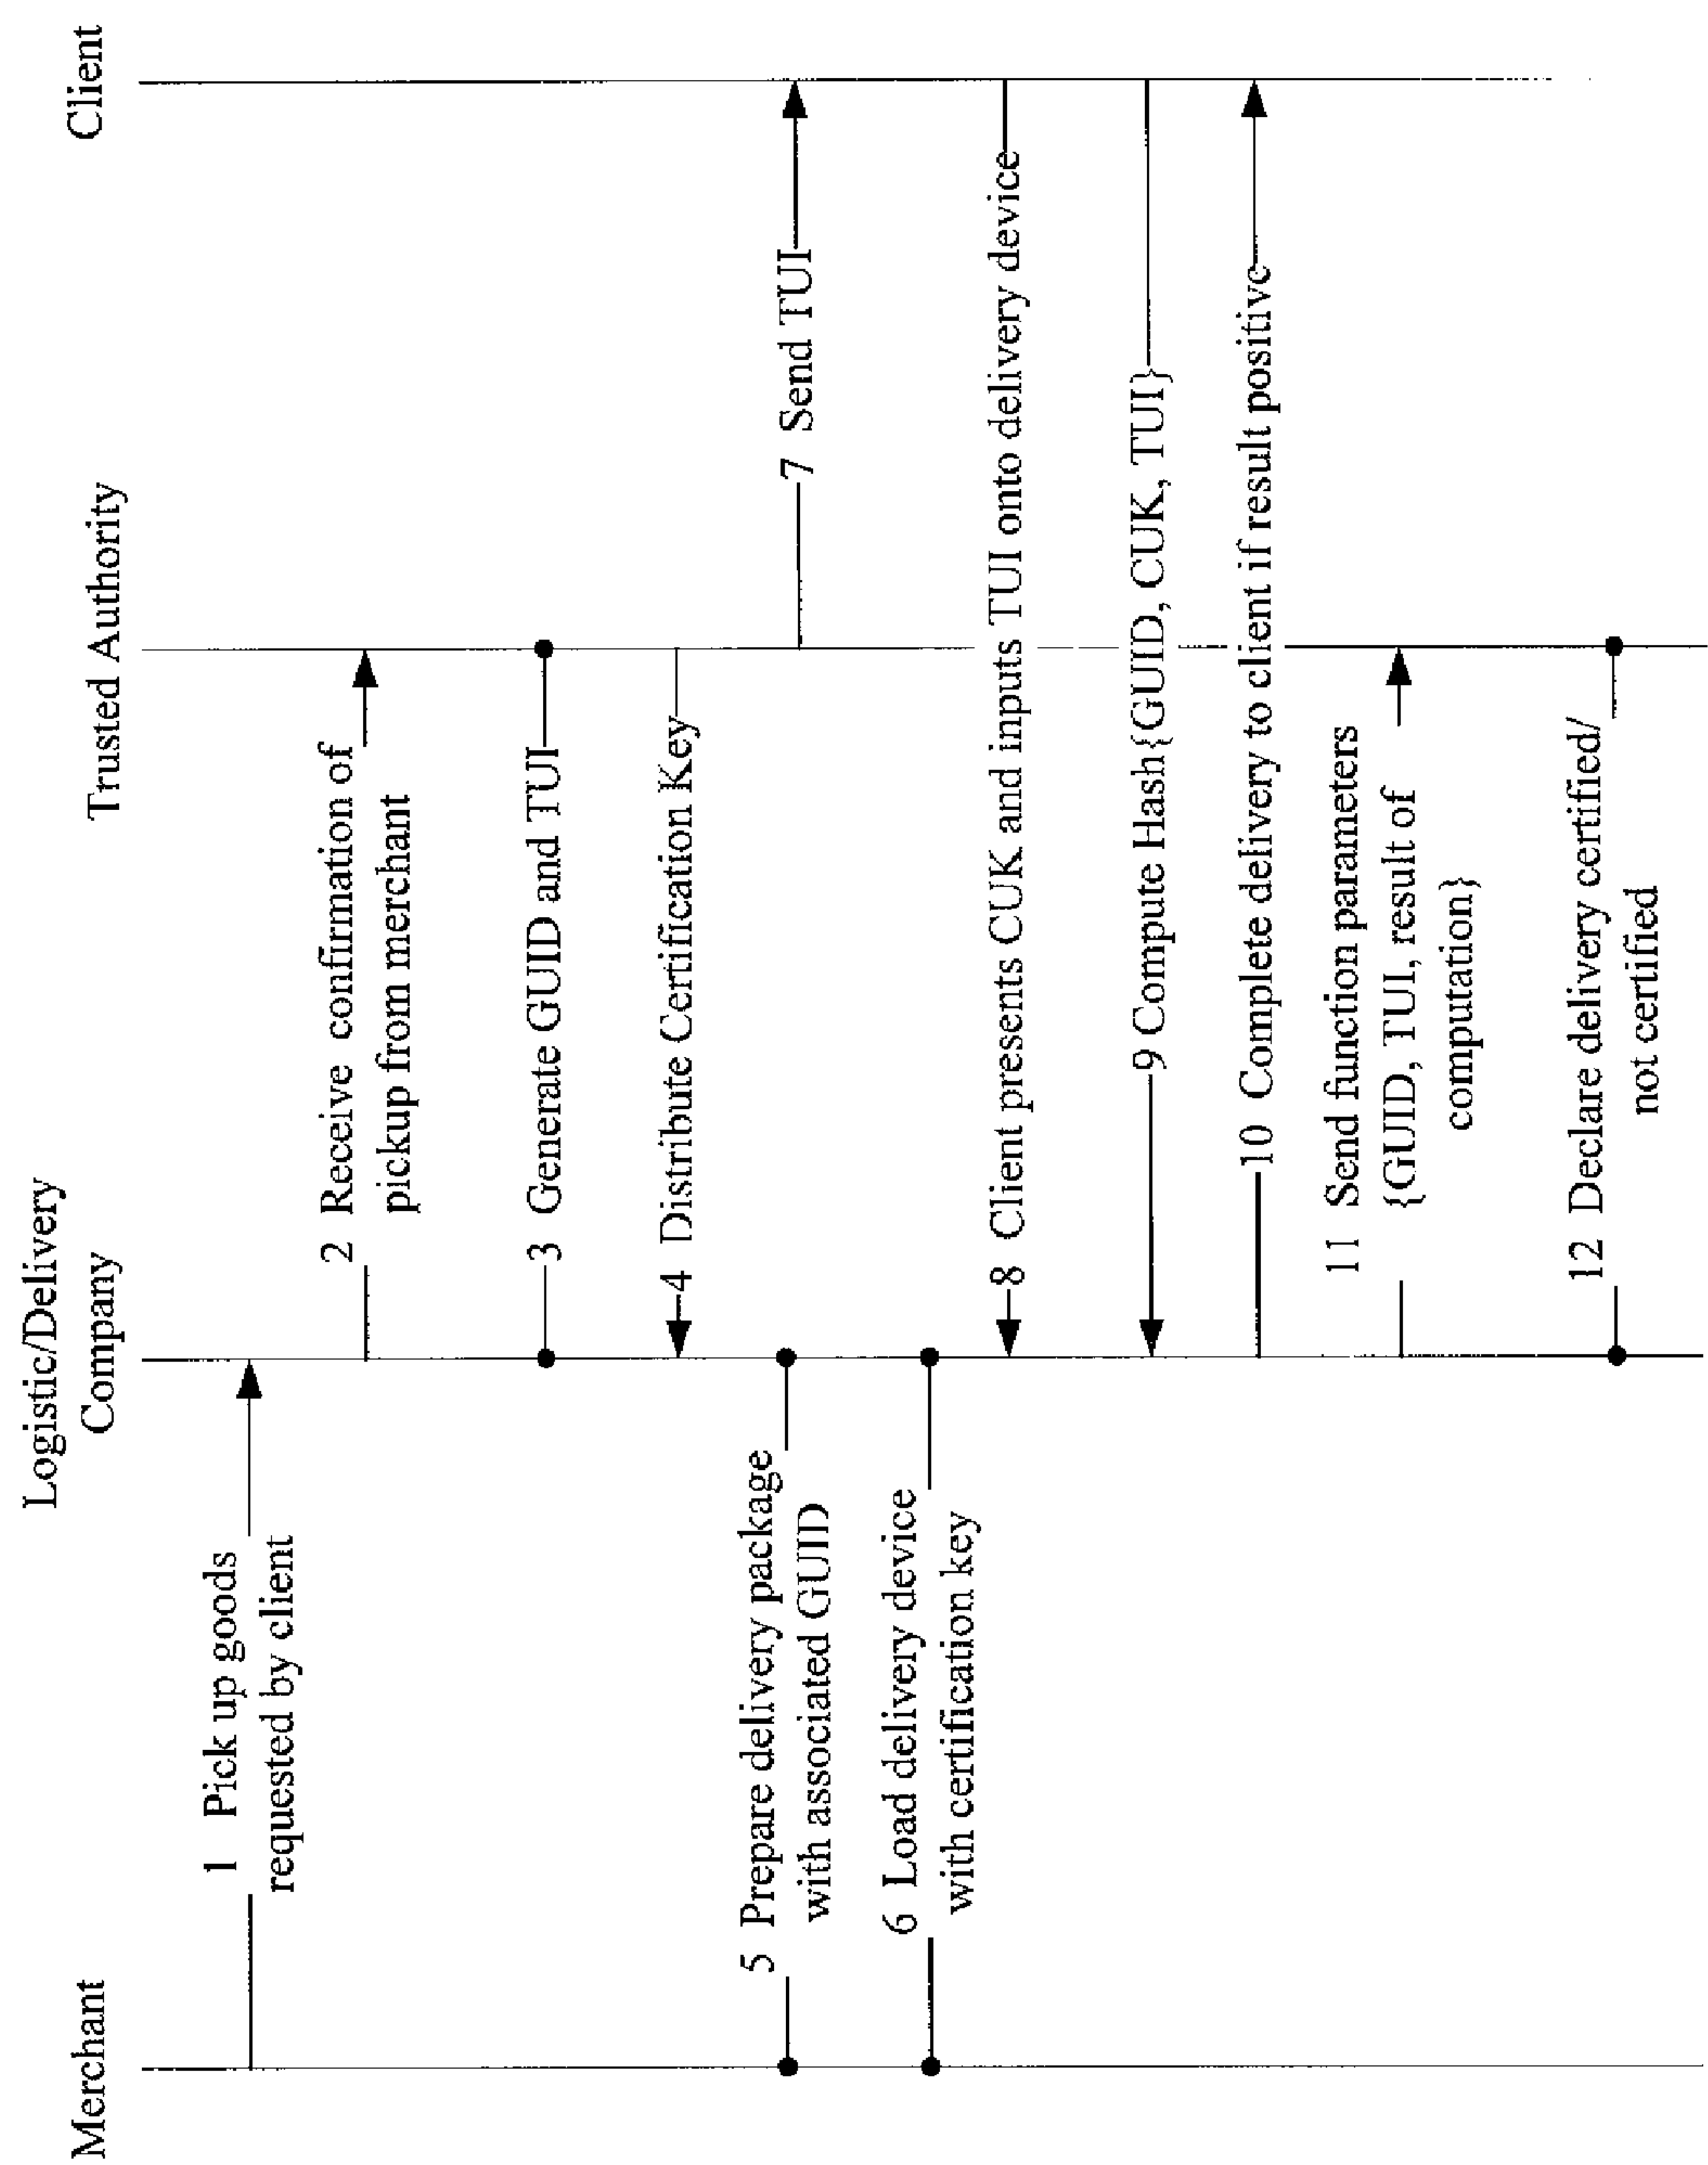 Merchant
Logistic/Delivery
Company
Trusted Authority
Client
1 Pick up goods
requested by client
2 Receive confirmation of
pickup from merchant
3 Generate GUID and TUI
4 Distribute Certification Key
5 Prepare delivery package
with associated GUID
6 Load delivery device
with certification key
7 Send TUI
8 Client presents CUK and inputs TUI onto delivery device
9 Compute Hash{GUID, CUK, TUI}
10 Complete delivery to client if result positive
11 Send function parameters
{GUID, TUI, result of
computation}
12 Declare delivery certified/
not certified